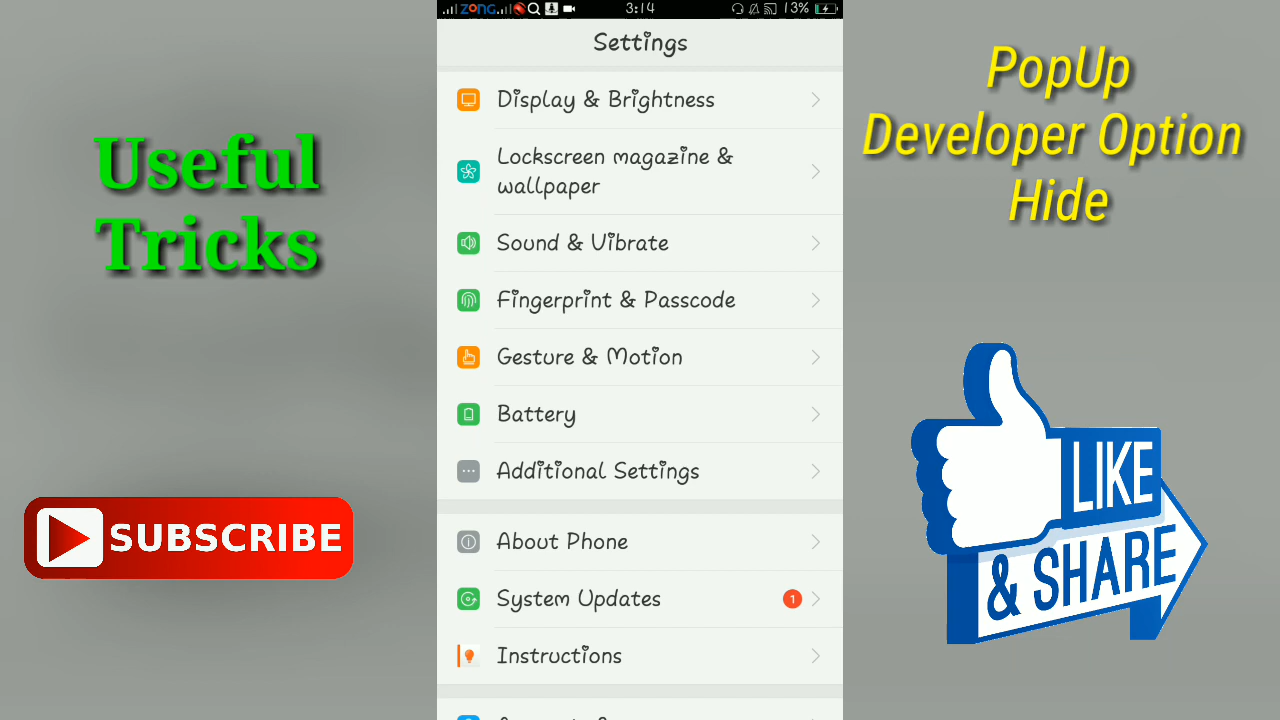 ZONG
3:14
13%
Settings
Display & Brightness
Lockscreen magazine &
wallpaper
Sound & Vibrate
Fingerprint & Passcode
Gesture & Motion
Battery
Additional Settings
About Phone
System Updates
1
Instructions
Useful
Tricks
SUBSCRIBE
PopUp
Developer Option
Hide
LIKE
& SHARE